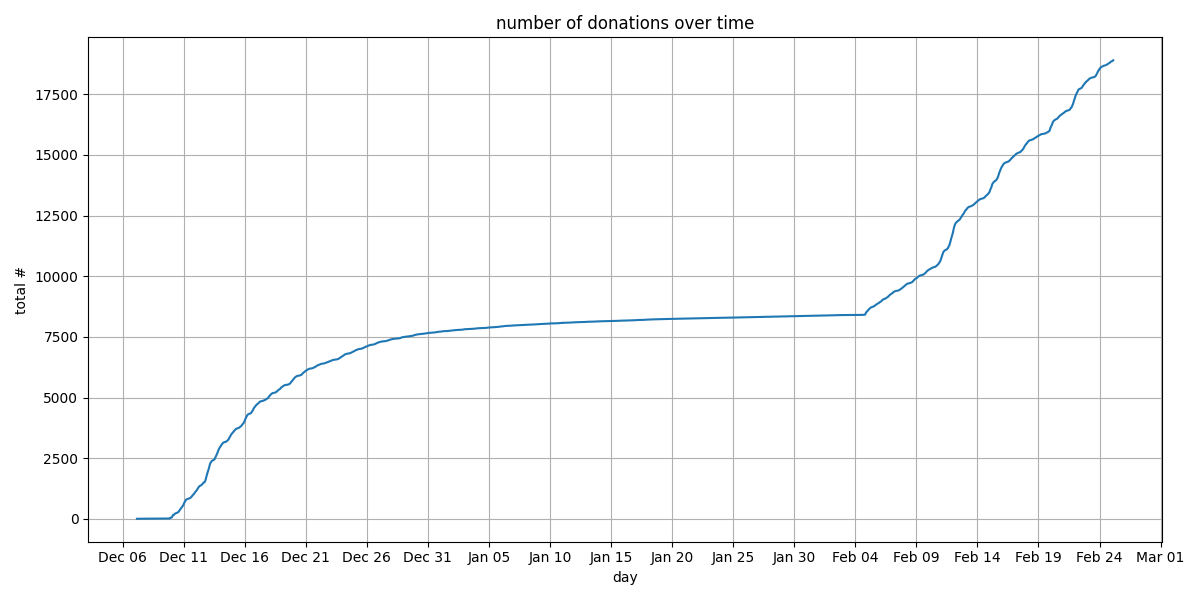 number of donations over time
total #
17500
15000
12500
10000
7500
5000
2500
0
Dec 06 Dec 11 Dec 16 Dec 21 Dec 26 Dec 31 Jan 05 Jan 10 Jan 15 Jan 20 Jan 25 Jan 30 Feb 04 Feb 09 Feb 14 Feb 19 Feb 24 Mar 01
day